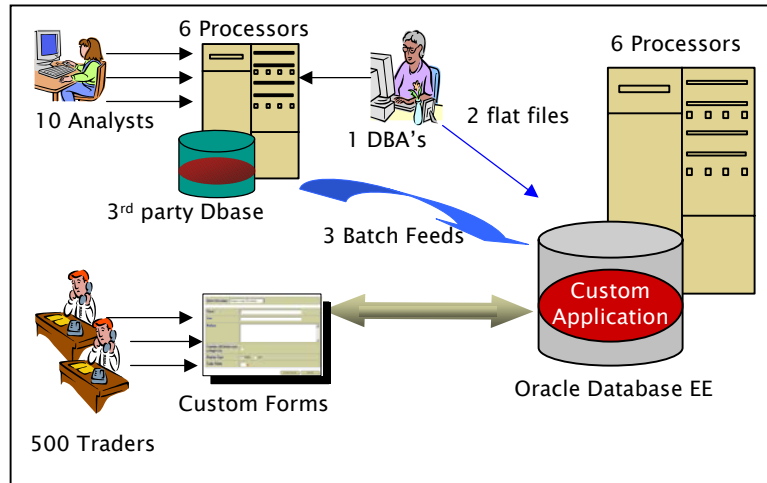 6 Processors
6 Processors
10 Analysts
1 DBA's
2 flat files
3rd party Dbase
3 Batch Feeds
Custom
Application
Custom Forms
Oracle Database EE
500 Traders